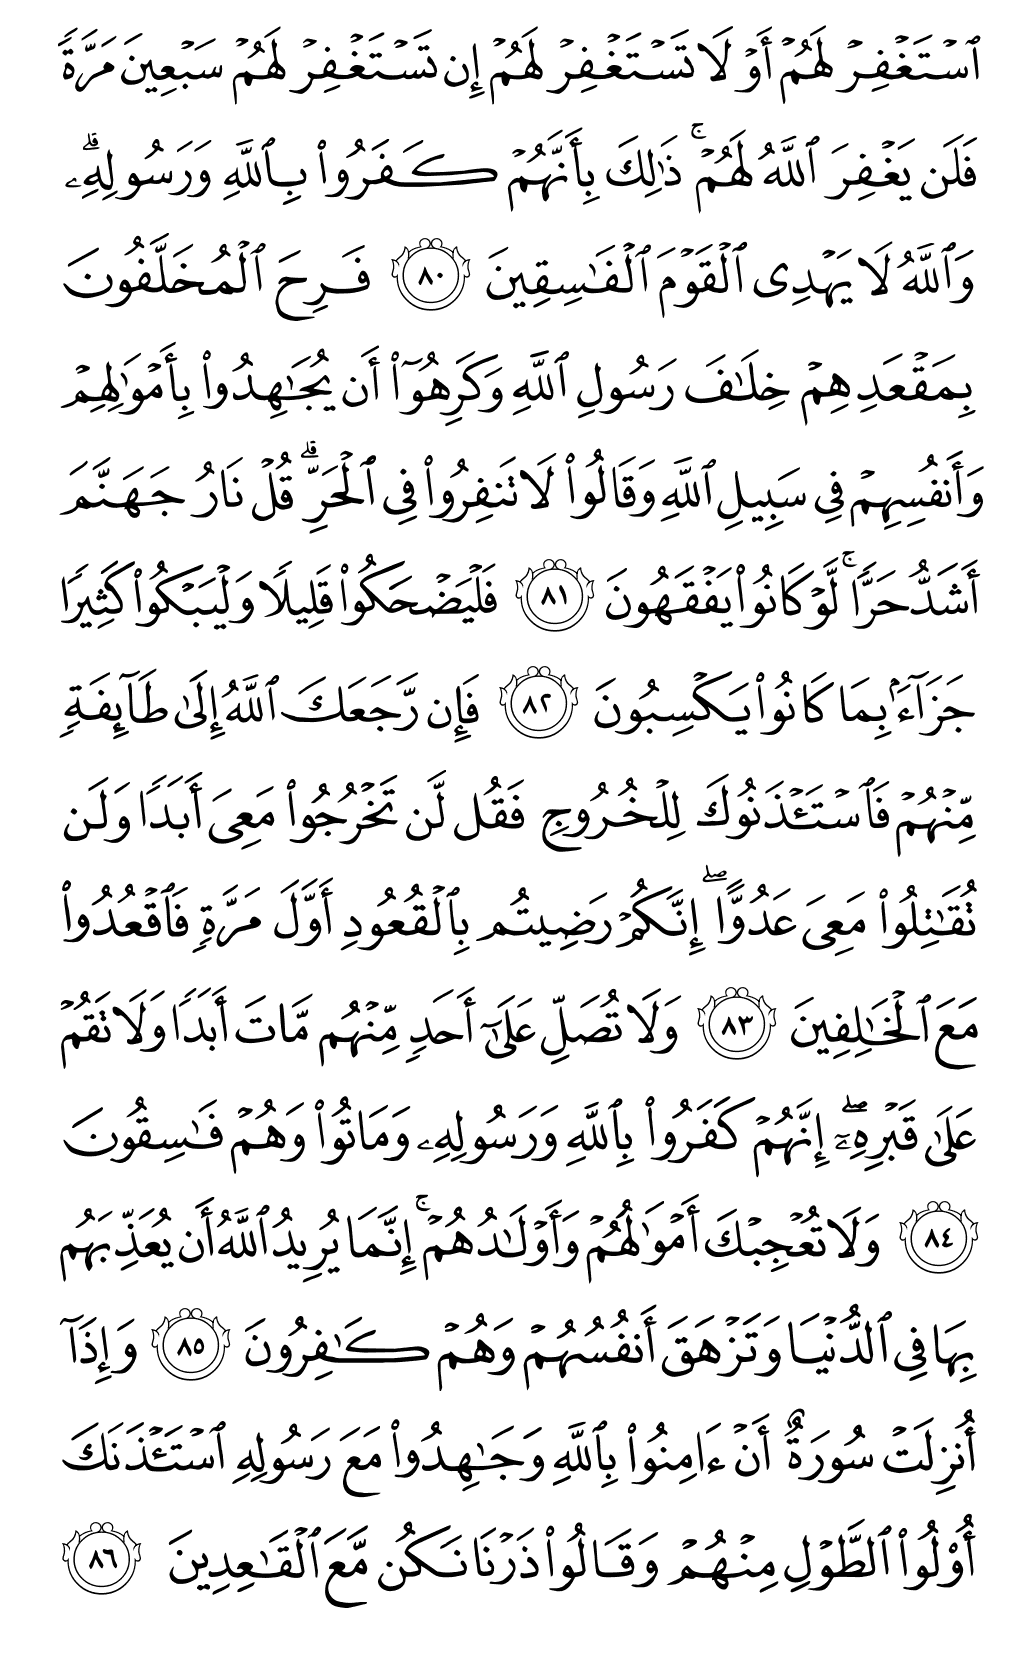 ٱسۡتَغۡفِرۡ لَهُمۡ أَوۡ لَا تَسۡتَغۡفِرۡ لَهُمۡ إِن تَسۡتَغۡفِرۡ لَهُمۡ سَبۡعِينَ مَرَّةٗ
فَلَن يَغۡفِرَ ٱللَّهُ لَهُمۡۚ ذَٰلِكَ بِأَنَّهُمۡ كَفَرُواْ بِٱللَّهِ وَرَسُولِهِۦۗ
وَٱللَّهُ لَا يَهۡدِى ٱلۡقَوۡمَ ٱلۡفَٰسِقِينَ ٨٠ فَرِحَ ٱلۡمُخَلَّفُونَ
بِمَقۡعَدِهِمۡ خِلَٰفَ رَسُولِ ٱللَّهِ وَكَرِهُوٓاْ أَن يُجَٰهِدُواْ بِأَمۡوَٰلِهِمۡ
وَأَنفُسِهِمۡ فِى سَبِيلِ ٱللَّهِ وَقَالُواْ لَا تَنفِرُواْ فِى ٱلۡحَرِّۗ قُلۡ نَارُ جَهَنَّمَ
أَشَدُّ حَرّٗاۚ لَّوۡ كَانُواْ يَفۡقَهُونَ ٨١ فَلۡيَضۡحَكُواْ قَلِيلٗا وَلۡيَبۡكُواْ كَثِيرٗا
جَزَآءَۢ بِمَا كَانُواْ يَكۡسِبُونَ ٨٢ فَإِن رَّجَعَكَ ٱللَّهُ إِلَىٰ طَآئِفَةٖ
مِّنۡهُمۡ فَٱسۡتَـٔۡذَنُوكَ لِلۡخُرُوجِ فَقُل لَّن تَخۡرُجُواْ مَعِىَ أَبَدٗا وَلَن
تُقَٰتِلُواْ مَعِىَ عَدُوًّاۖ إِنَّكُمۡ رَضِيتُم بِٱلۡقُعُودِ أَوَّلَ مَرَّةٖ فَٱقۡعُدُواْ
مَعَ ٱلۡخَٰلِفِينَ ٨٣ وَلَا تُصَلِّ عَلَىٰٓ أَحَدٖ مِّنۡهُم مَّاتَ أَبَدٗا وَلَا تَقُمۡ
عَلَىٰ قَبۡرِهِۦٓۖ إِنَّهُمۡ كَفَرُواْ بِٱللَّهِ وَرَسُولِهِۦ وَمَاتُواْ وَهُمۡ فَٰسِقُونَ
٨٤ وَلَا تُعۡجِبۡكَ أَمۡوَٰلُهُمۡ وَأَوۡلَٰدُهُمۡۚ إِنَّمَا يُرِيدُ ٱللَّهُ أَن يُعَذِّبَهُم
بِهَا فِى ٱلدُّنۡيَا وَتَزۡهَقَ أَنفُسُهُمۡ وَهُمۡ كَٰفِرُونَ ٨٥ وَإِذَآ
أُنزِلَتۡ سُورَةٌ أَنۡ ءَامِنُواْ بِٱللَّهِ وَجَٰهِدُواْ مَعَ رَسُولِهِ ٱسۡتَـٔۡذَنَكَ
أُوْلُواْ ٱلطَّوۡلِ مِنۡهُمۡ وَقَالُواْ ذَرۡنَا نَكُن مَّعَ ٱلۡقَٰعِدِينَ ٨٦